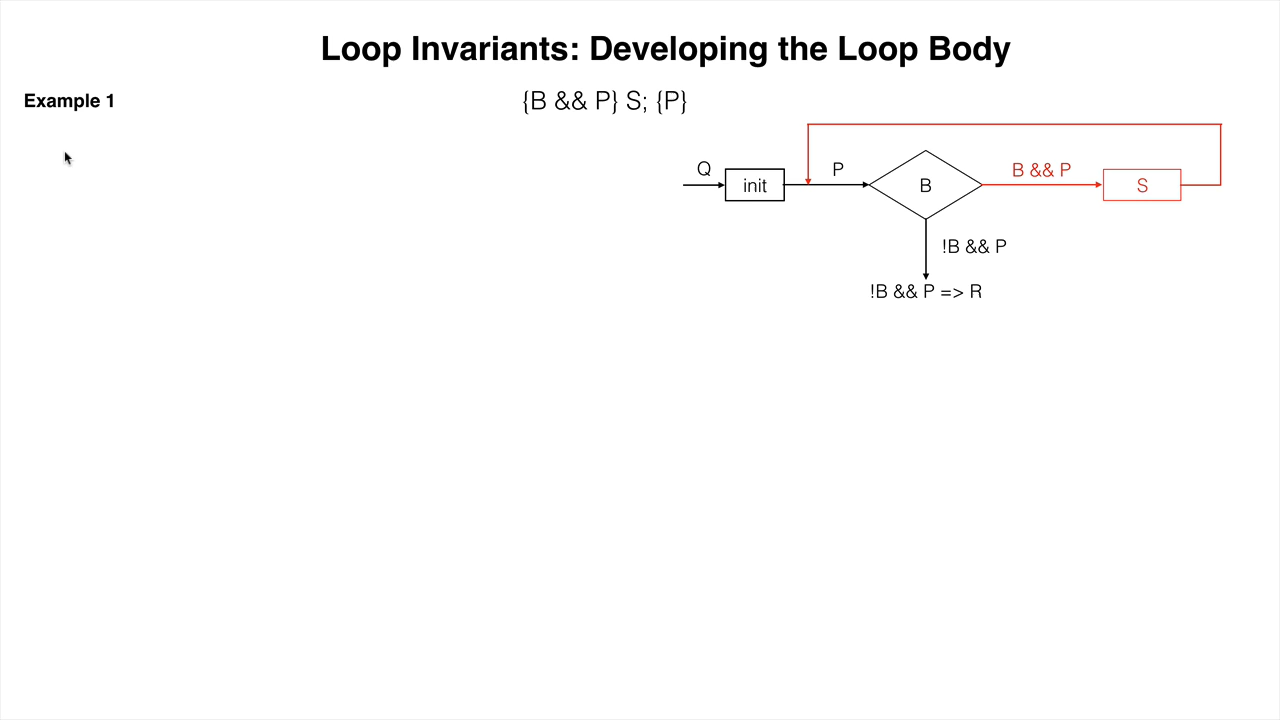 Loop Invariants: Developing the Loop Body
Example 1
{B && P} S; {P}
Q
init
P
B
B && P
S
!B && P
!B && P => R